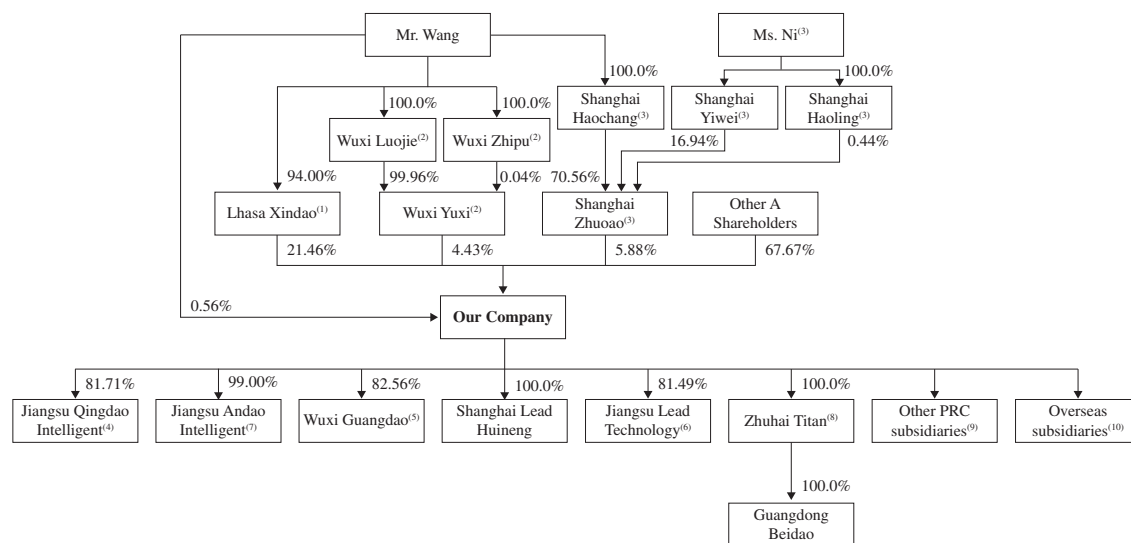 Mr. Wang
Ms. Ni(3)
100.0%
100.0%
100.0%
100.0%
Shanghai
Haochang(3)
Shanghai
Yiwei(3)
Shanghai
Haoling(3)
Wuxi Luojie(2)
Wuxi Zhipu(2)
16.94%
0.44%
94.00%
99.96%
0.04%
70.56%
Lhasa Xindao(1)
Wuxi Yuxi(2)
Shanghai
Zhuoao(3)
Other A
Shareholders
21.46%
4.43%
5.88%
67.67%
0.56%
Our Company
81.71%
99.00%
82.56%
100.0%
81.49%
100.0%
Jiangsu Qingdao
Intelligent(4)
Jiangsu Andao
Intelligent(7)
Wuxi Guangdao(5)
Shanghai Lead
Huineng
Jiangsu Lead
Technology(6)
Zhuhai Titan(8)
Other PRC
subsidiaries(9)
Overseas
subsidiaries(10)
100.0%
Guangdong
Beidao